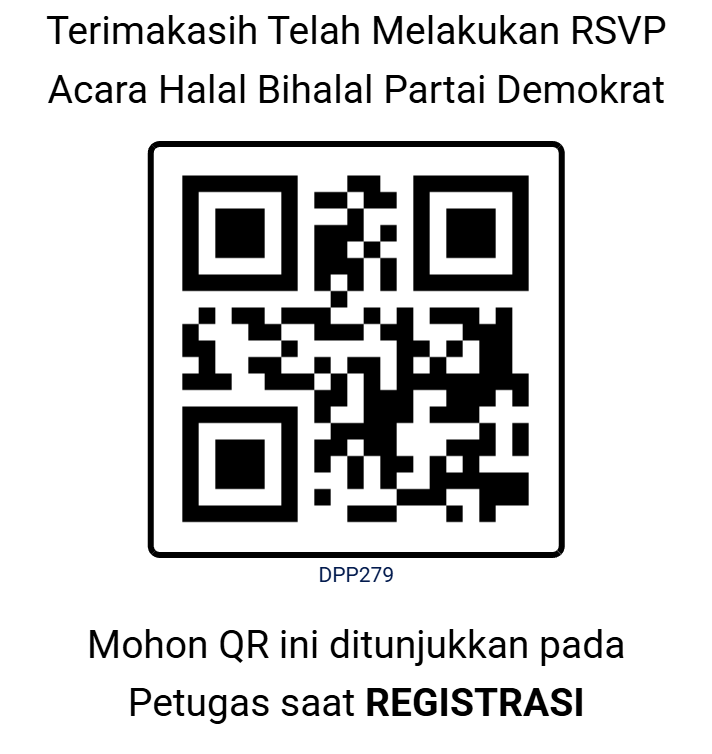 Terimakasih Telah Melakukan RSVP
Acara Halal Bihalal Partai Demokrat
DPP279
Mohon QR ini ditunjukkan pada
Petugas saat REGISTRASI